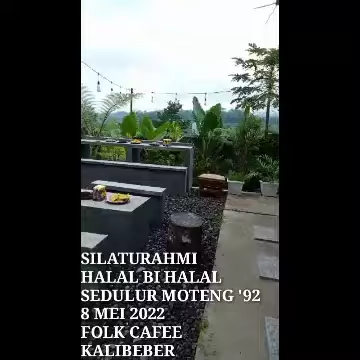 SILATURAHMI
HALAL BI HALAL
SEDULUR MOTENG '92
8 MEI 2022
FOLK CAFEE
KALIBEBER